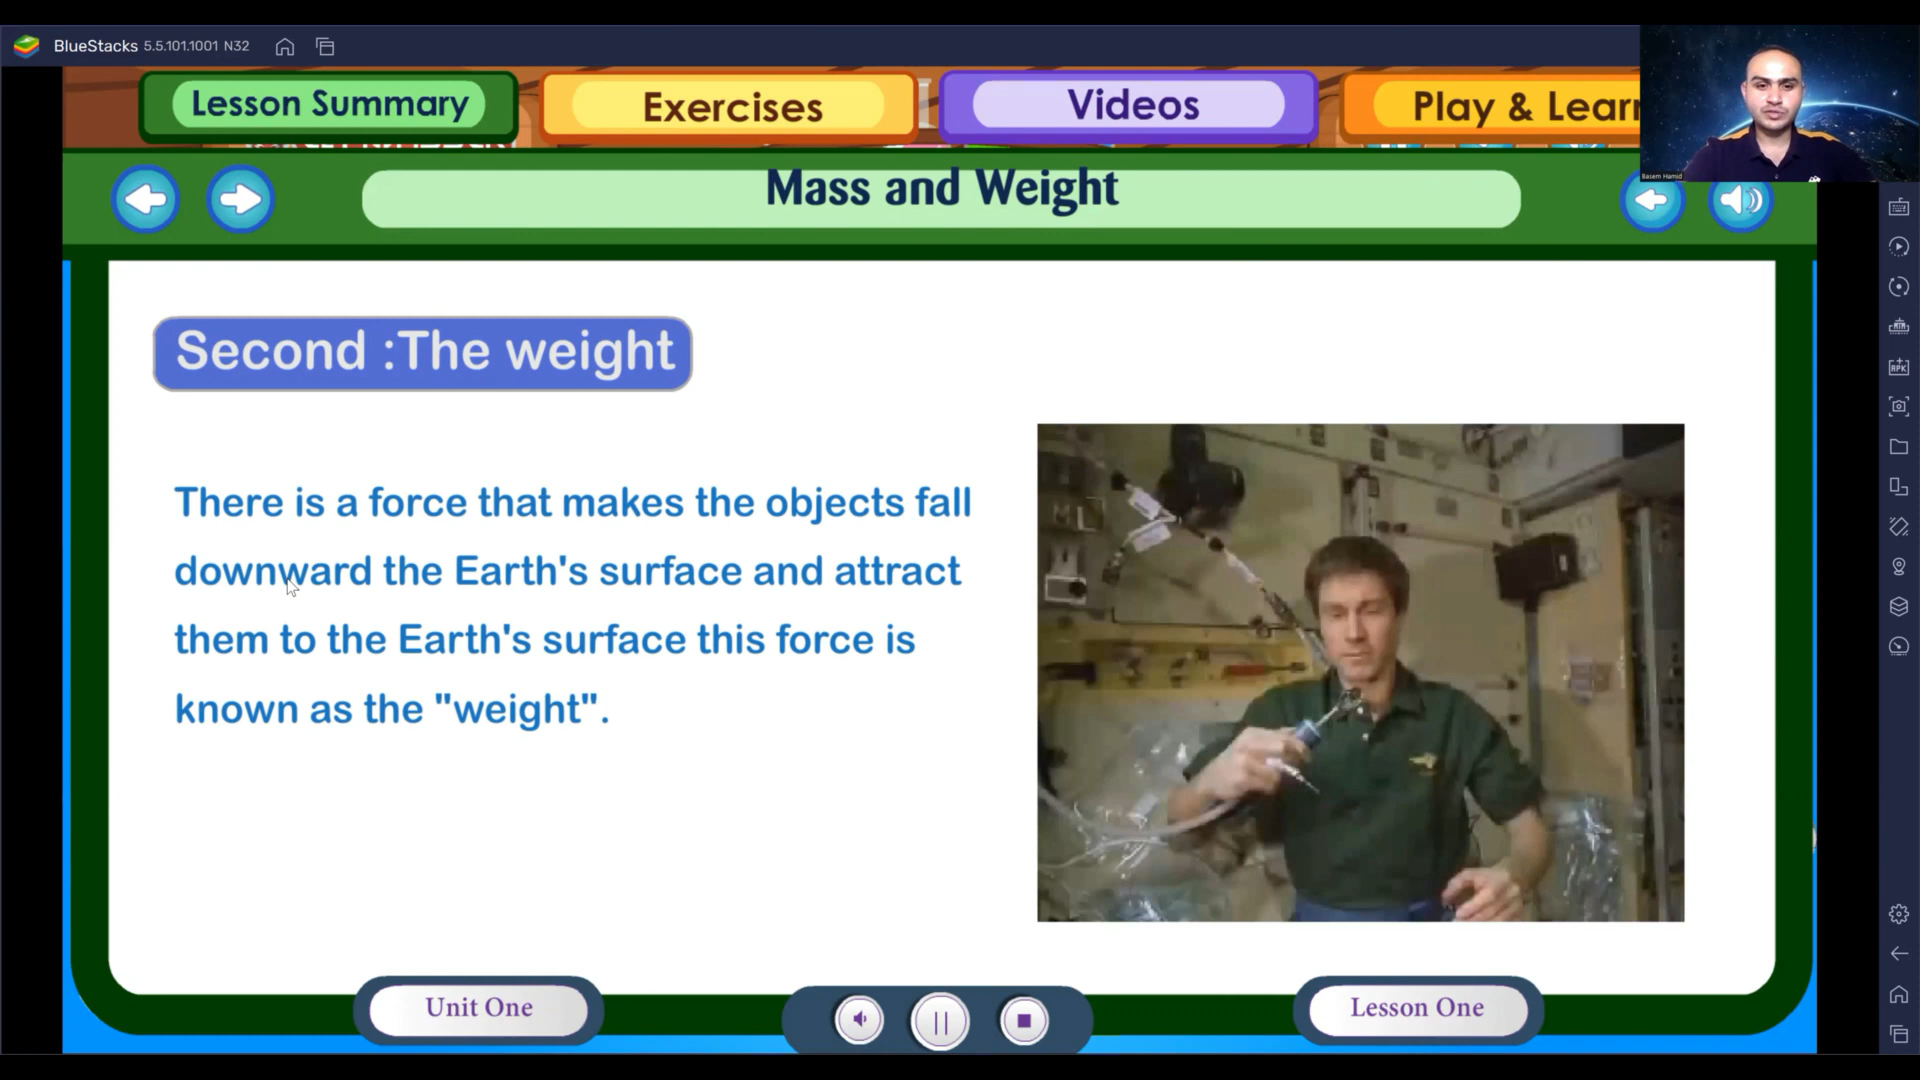 BlueStacks 5.5.101.1001 N32
Lesson Summary
Exercises
Videos
Play & Learn
Basem Hamid
Mass and Weight
Second :The weight
There is a force that makes the objects fall
downward the Earth's surface and attract
them to the Earth's surface this force is
known as the "weight".
Unit One
Lesson One